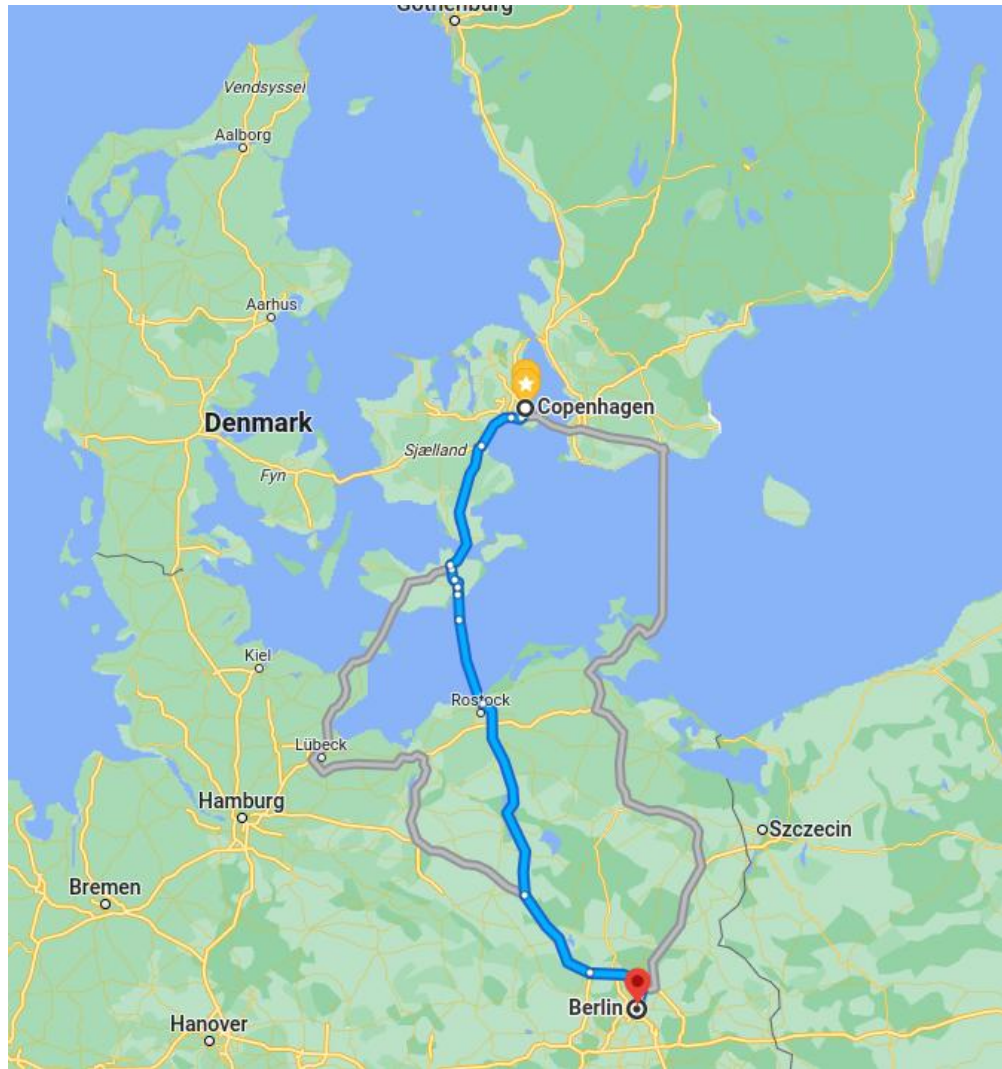 Gothenburg
Vendsyssel
Aalborg
Aarhus
Copenhagen
Denmark
Sjælland
Fyn
Kiel
Rostock
Lübeck
Hamburg
Szczecin
Bremen
Berlin
Hanover